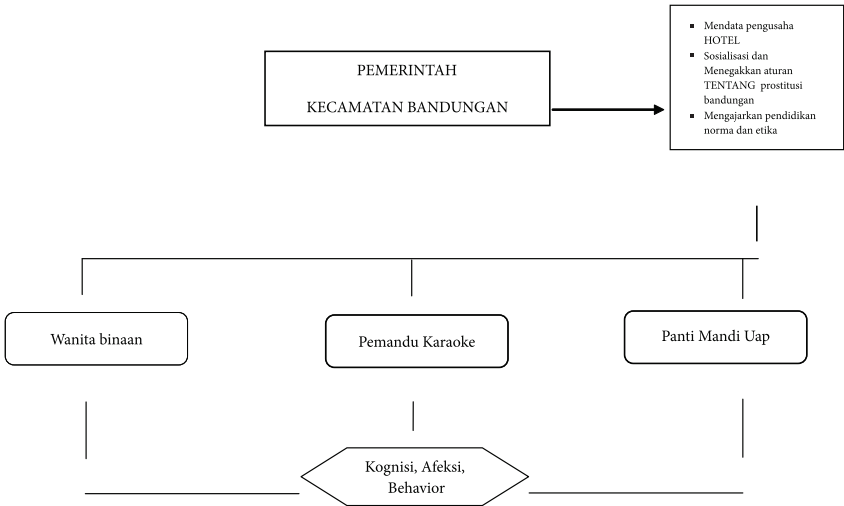 PEMERINTAH
KECAMATAN BANDUNGAN
▪ Mendata pengusaha
HOTEL
▪ Sosialisasi dan
Menegakkan aturan
TENTANG prostitusi
bandungan
▪ Mengajarkan pendidikan
norma dan etika
Wanita binaan
Pemandu Karaoke
Panti Mandi Uap
Kognisi, Afeksi,
Behavior